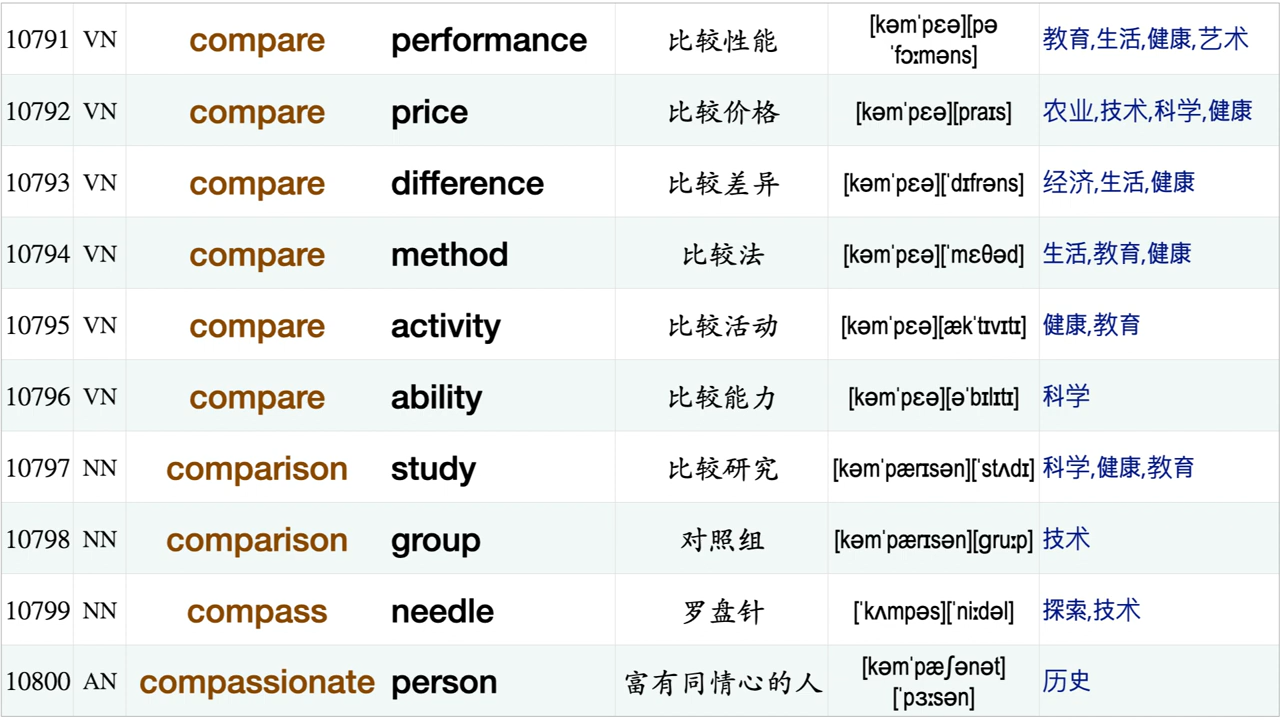 10791 VN compare performance 比较性能 [kəmˈpɛə][pə 教育,生活,健康,艺术
ˈfɔːməns]
10792 VN compare price 比较价格 [kəmˈpɛə][praɪs] 农业,技术,科学,健康
10793 VN compare difference 比较差异 [kəmˈpɛə][ˈdɪfrəns] 经济,生活,健康
10794 VN compare method 比较法 [kəmˈpɛə][ˈmɛθəd] 生活,教育,健康
10795 VN compare activity 比较活动 [kəmˈpɛə][ækˈtɪvɪtɪ] 健康,教育
10796 VN compare ability 比较能力 [kəmˈpɛə][əˈbɪlɪtɪ] 科学
10797 NN comparison study 比较研究 [kəmˈpærɪsən][ˈstʌdɪ] 科学,健康,教育
10798 NN comparison group 对照组 [kəmˈpærɪsən][gruːp] 技术
10799 NN compass needle 罗盘针 [ˈkʌmpəs][ˈniːdəl] 探索,技术
10800 AN compassionate person 富有同情心的人 [kəmˈpæʃənət] 历史
[ˈpɜːsən]